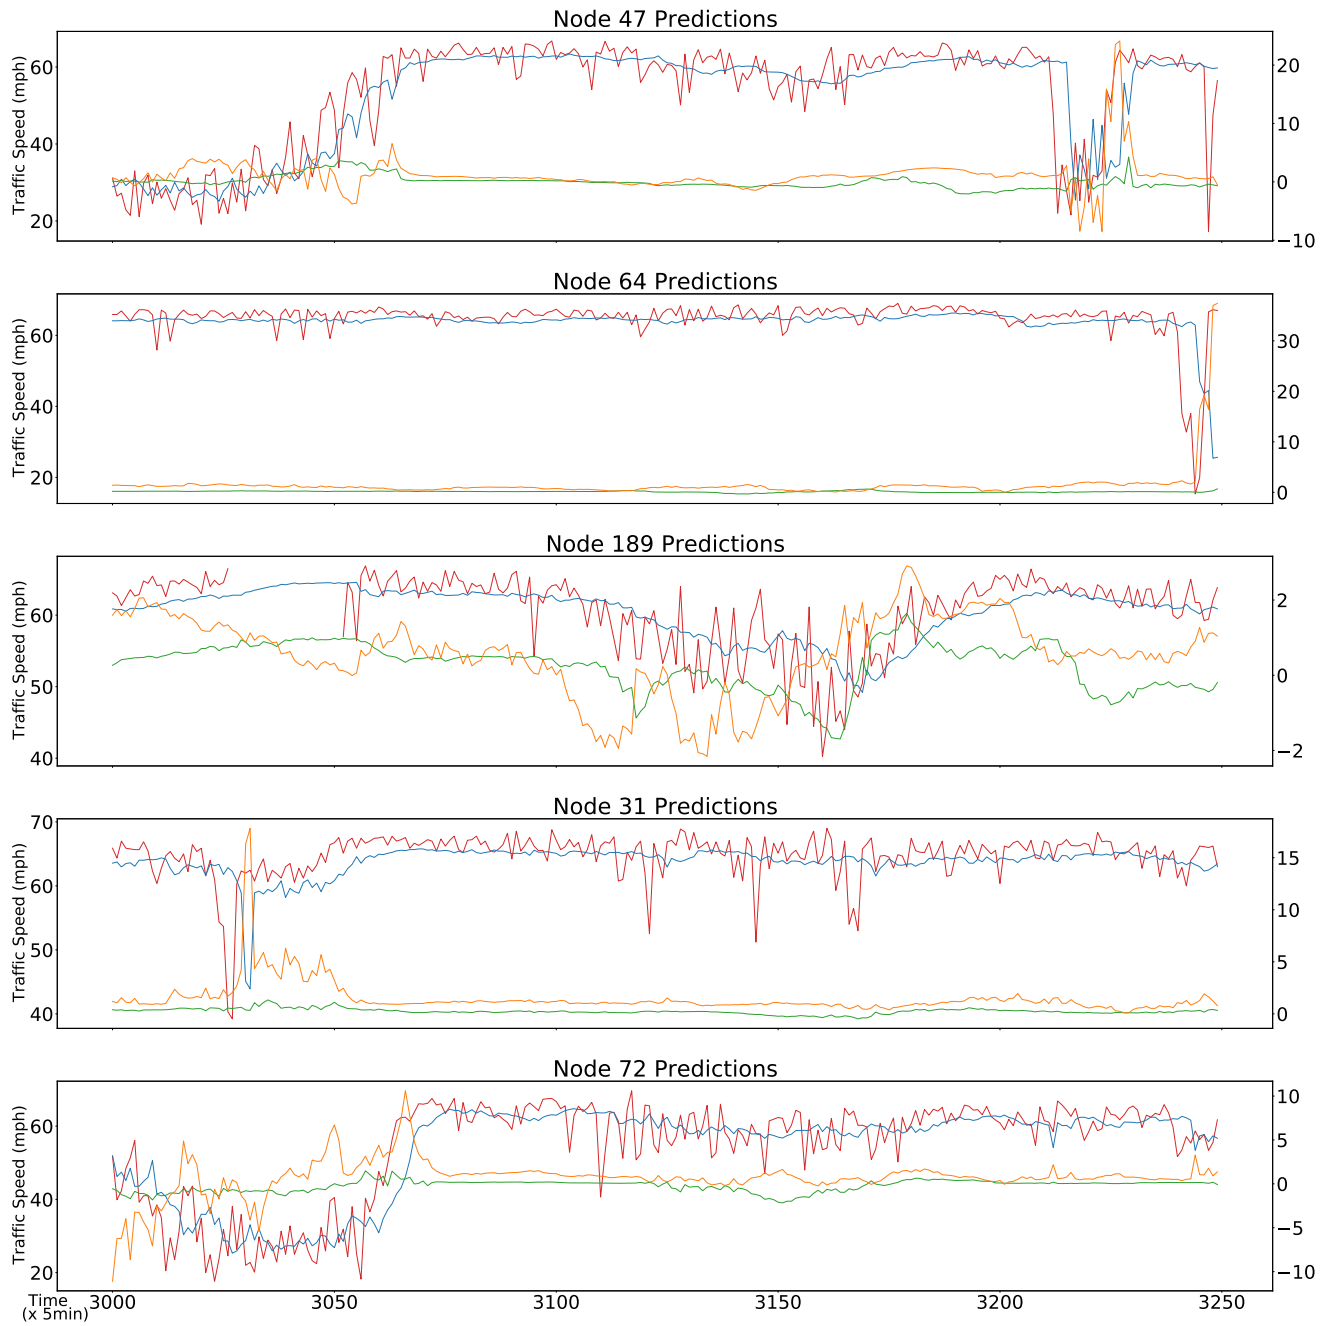 Node 47 Predictions
Traffic Speed (mph)
60
40
20
20
10
0
−10
Node 64 Predictions
Traffic Speed (mph)
60
40
20
30
20
10
0
Node 189 Predictions
Traffic Speed (mph)
60
50
40
2
0
−2
Node 31 Predictions
Traffic Speed (mph)
70
60
50
40
15
10
5
0
Node 72 Predictions
Traffic Speed (mph)
60
40
20
10
5
0
−5
−10
Time
(x 5min)
3000 3050 3100 3150 3200 3250